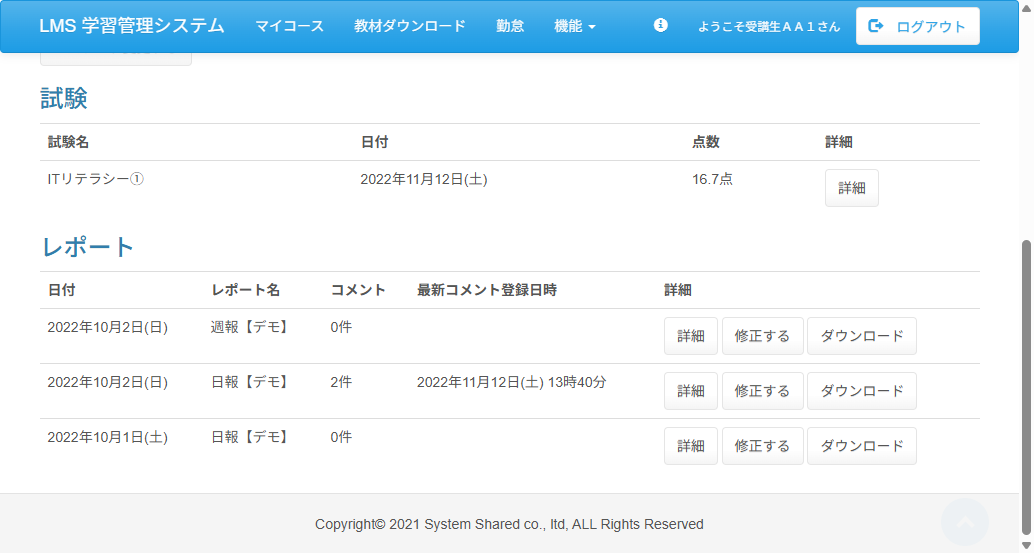 LMS 学習管理システム マイコース 教材ダウンロード 勤怠 機能 ようこそ受講生ＡＡ１さん ログアウト
試験
試験名 日付 点数 詳細
ITリテラシー① 2022年11月12日(土) 16.7点 詳細
レポート
日付 レポート名 コメント 最新コメント登録日時 詳細
2022年10月2日(日) 週報【デモ】 0件 詳細 修正する ダウンロード
2022年10月2日(日) 日報【デモ】 2件 2022年11月12日(土) 13時40分 詳細 修正する ダウンロード
2022年10月1日(土) 日報【デモ】 0件 詳細 修正する ダウンロード
Copyright© 2021 System Shared co., ltd, ALL Rights Reserved